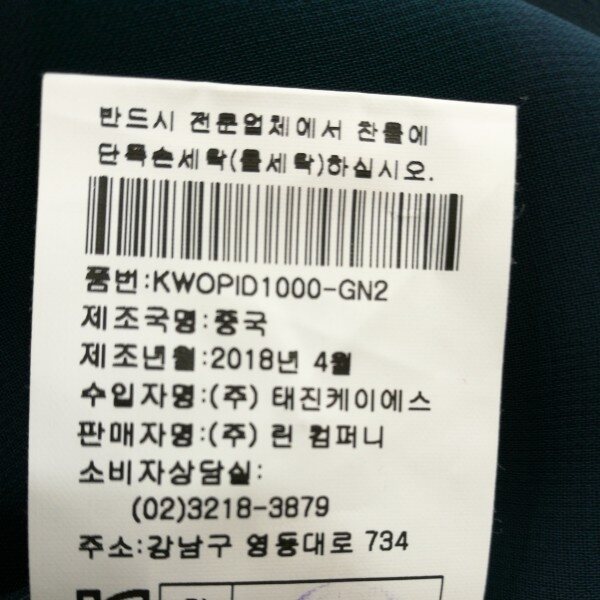 반드시 전문업체에서 찬물에
단독손세탁(물세탁)하십시오.
품번:KWOPID1000-GN2
제조국명:중국
제조년월:2018년 4월
수입자명:(주) 태진케이에스
판매자명:(주) 린 컴퍼니
소비자상담실:
(02)3218-3879
주소:강남구 영동대로 734